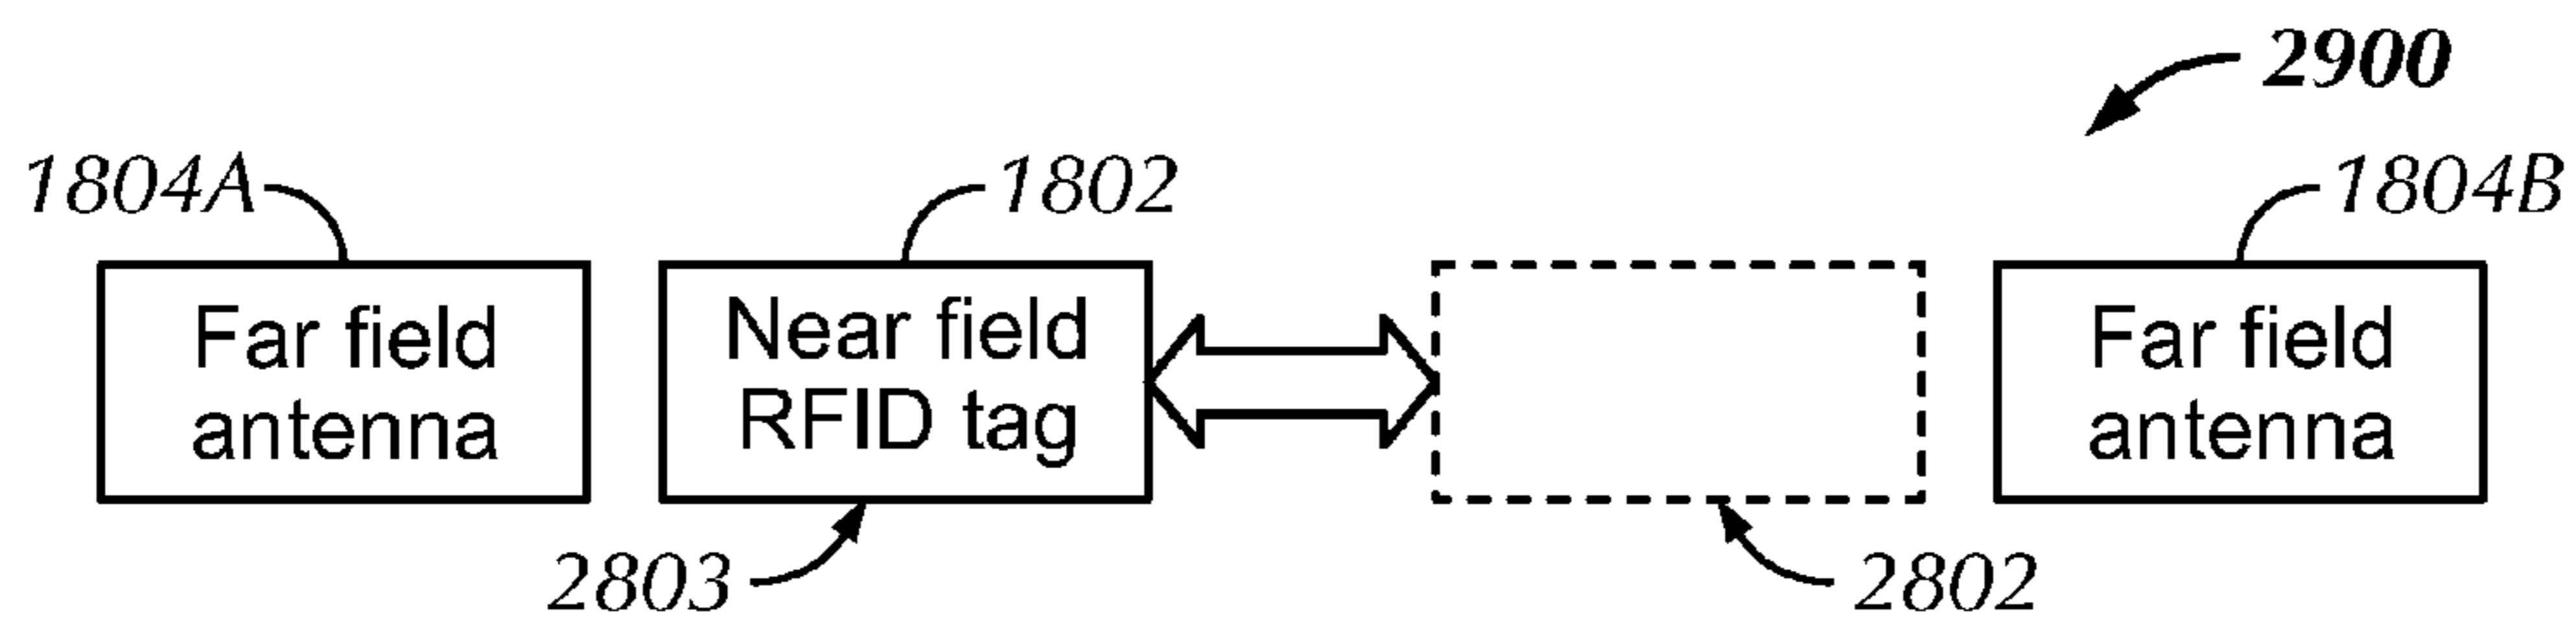 2900
1804A
1802
1804B
Far field
antenna
Near field
RFID tag
Far field
antenna
2803
2802